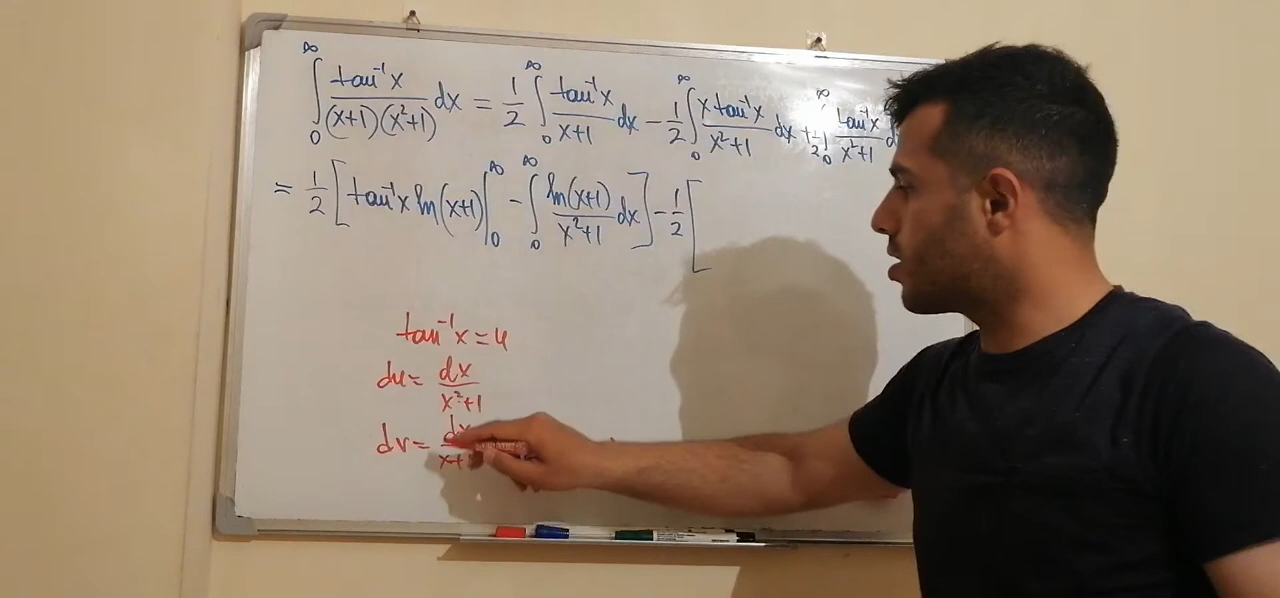 ∫₀^∞ tan⁻¹x / (x+1)(x²+1) dx = 1/2 ∫₀^∞ tan⁻¹x / x+1 dx − 1/2 ∫₀^∞ x tan⁻¹x / x²+1 dx + 1/2 ∫₀^∞ tan⁻¹x / x²+1 d
= 1/2 [ tan⁻¹x ln(x+1) |₀^∞ − ∫₀^∞ ln(x+1) / x²+1 dx ] − 1/2 [
tan⁻¹x = u
du = dx / x²+1
dv = dx / x+1